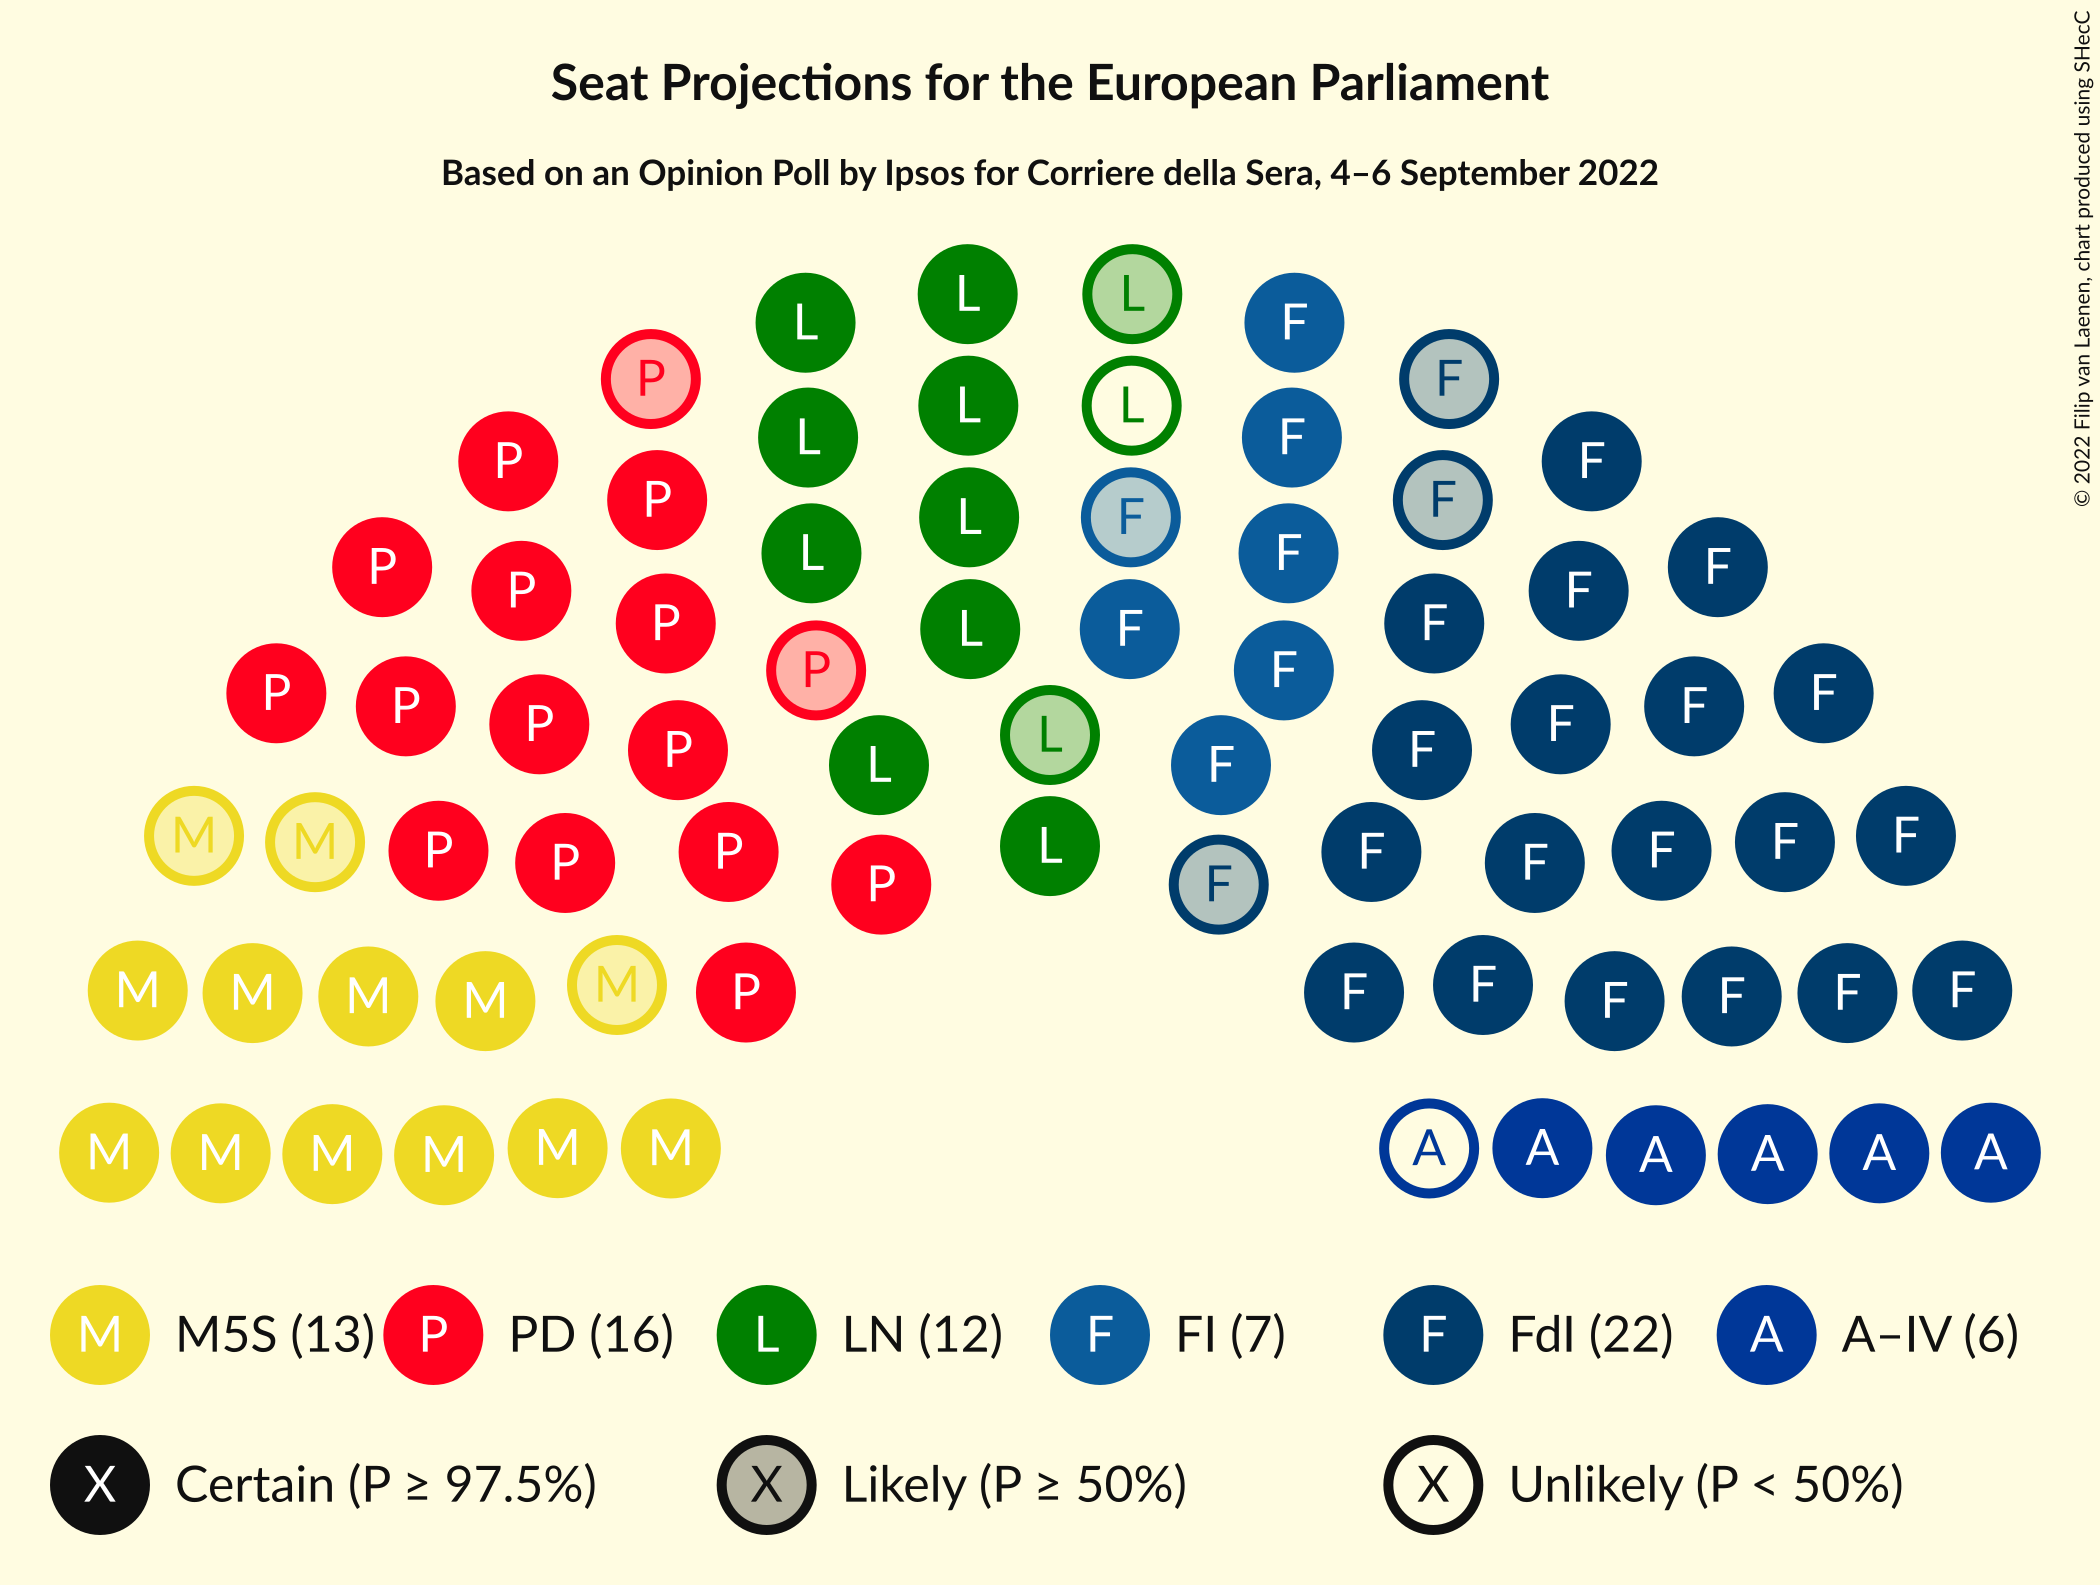 Seat Projections for the European Parliament
Based on an Opinion Poll by Ipsos for Corriere della Sera, 4–6 September 2022
© 2022 Filip van Laenen, chart produced using SHecC
L L
L L F
P F
L L
L F
P F
P P F F
L F
L F
P F
P P F F
L F
P F
P F
P F
P P P P F F F F
L
L F
M M P P P P L F F F F F F
P F
M M M M M P F F F F F F
M M M M M M A A A A A A
M M5S (13) P PD (16) L LN (12) F FI (7) F FdI (22) A A–IV (6)
X Certain (P ≥ 97.5%) X Likely (P ≥ 50%) X Unlikely (P < 50%)